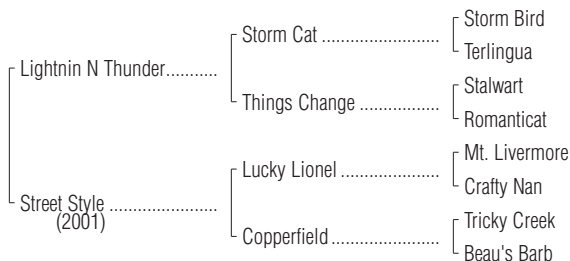 Storm Bird
Storm Cat ..................................
Terlingua
Lightnin N Thunder...........
Stalwart
Things Change .......................
Romanticat
Mt. Livermore
Lucky Lionel ............................
Crafty Nan
Street Style ........................
(2001)
Tricky Creek
Copperfield ...............................
Beau's Barb